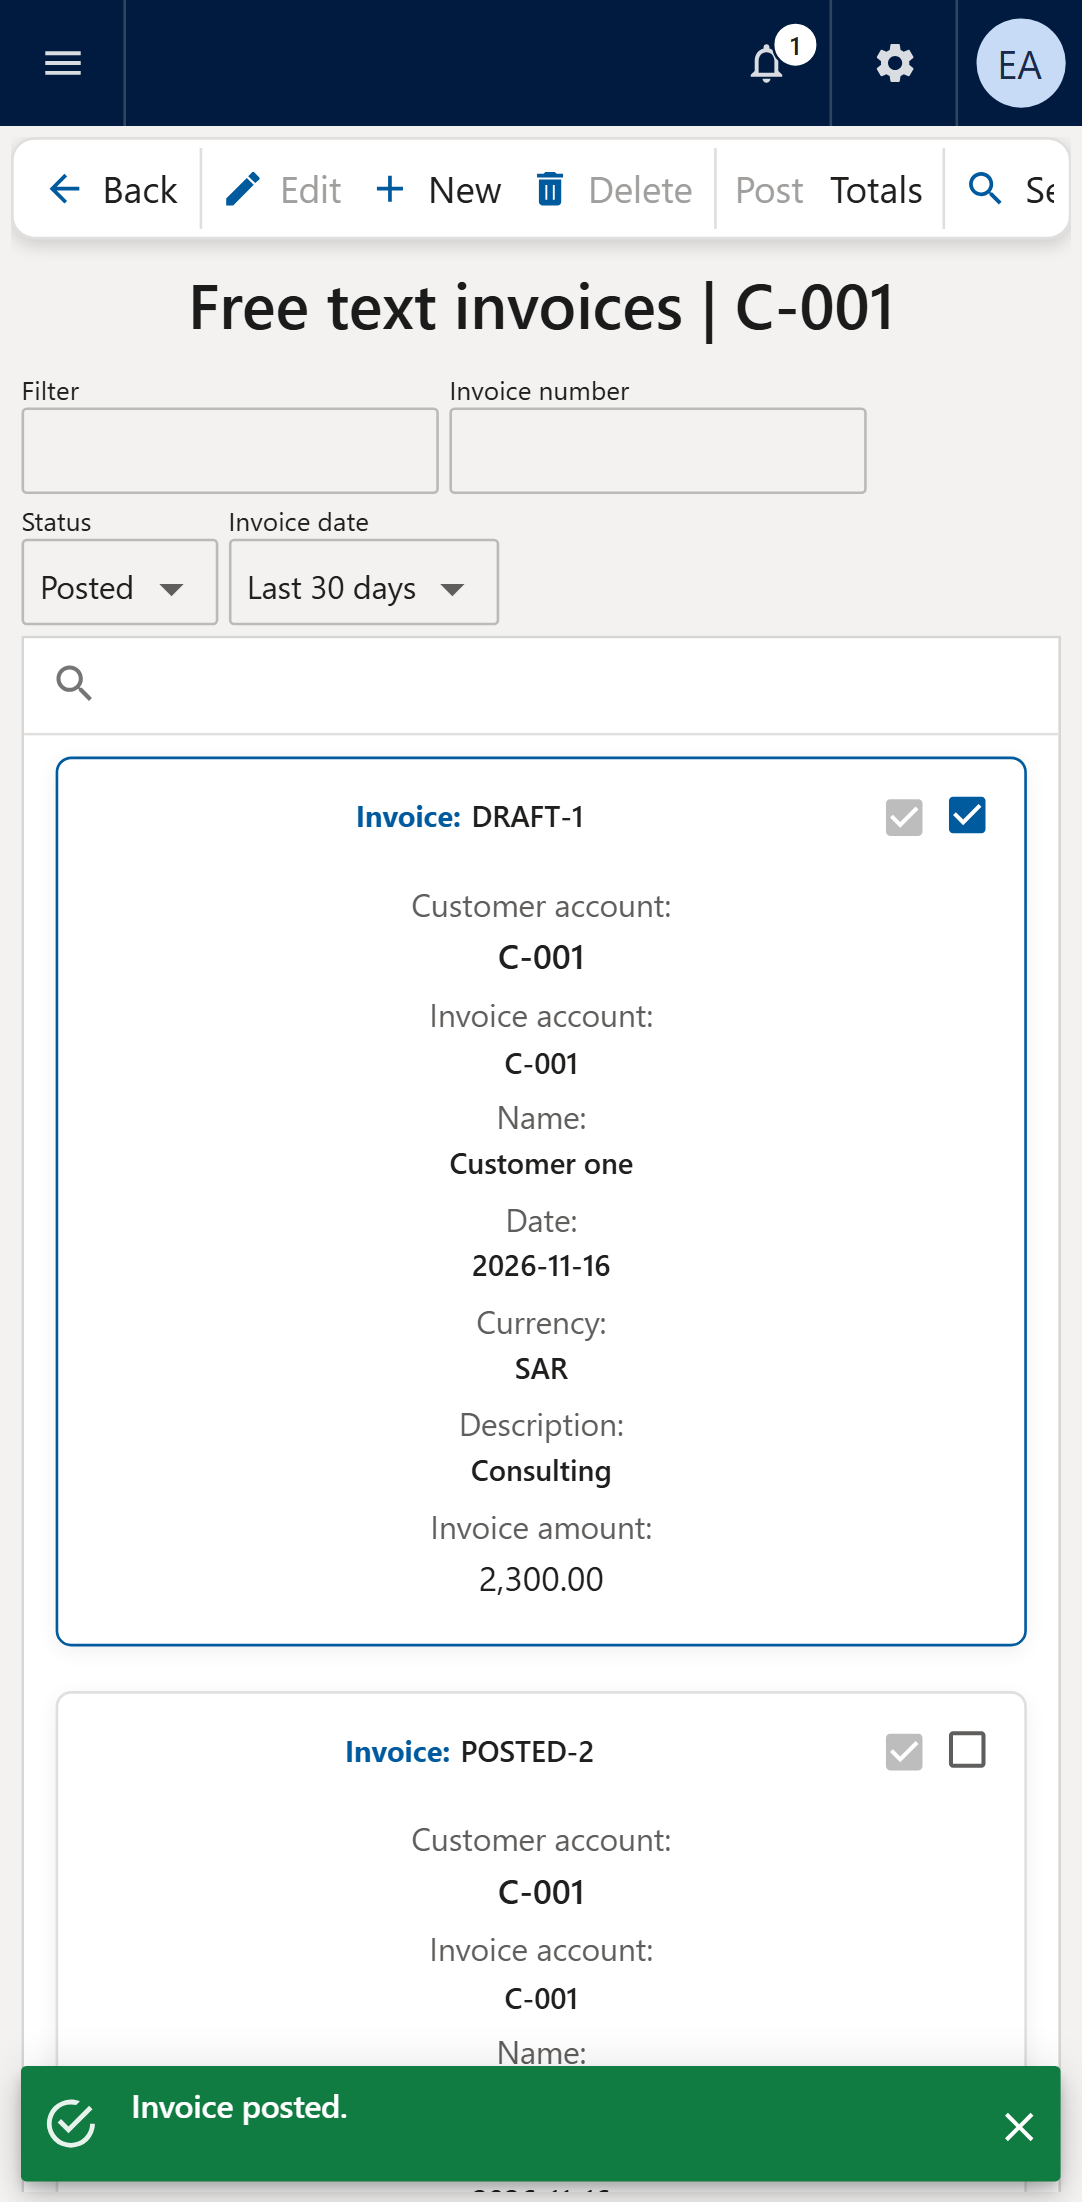 1
EA
Back
Edit
New
Delete
Post
Totals
Free text invoices | C-001
Filter
Invoice number
Status
Invoice date
Posted
Last 30 days
Invoice: DRAFT-1
Customer account:
C-001
Invoice account:
C-001
Name:
Customer one
Date:
2026-11-16
Currency:
SAR
Description:
Consulting
Invoice amount:
2,300.00
Invoice: POSTED-2
Customer account:
C-001
Invoice account:
C-001
Name:
Invoice posted.